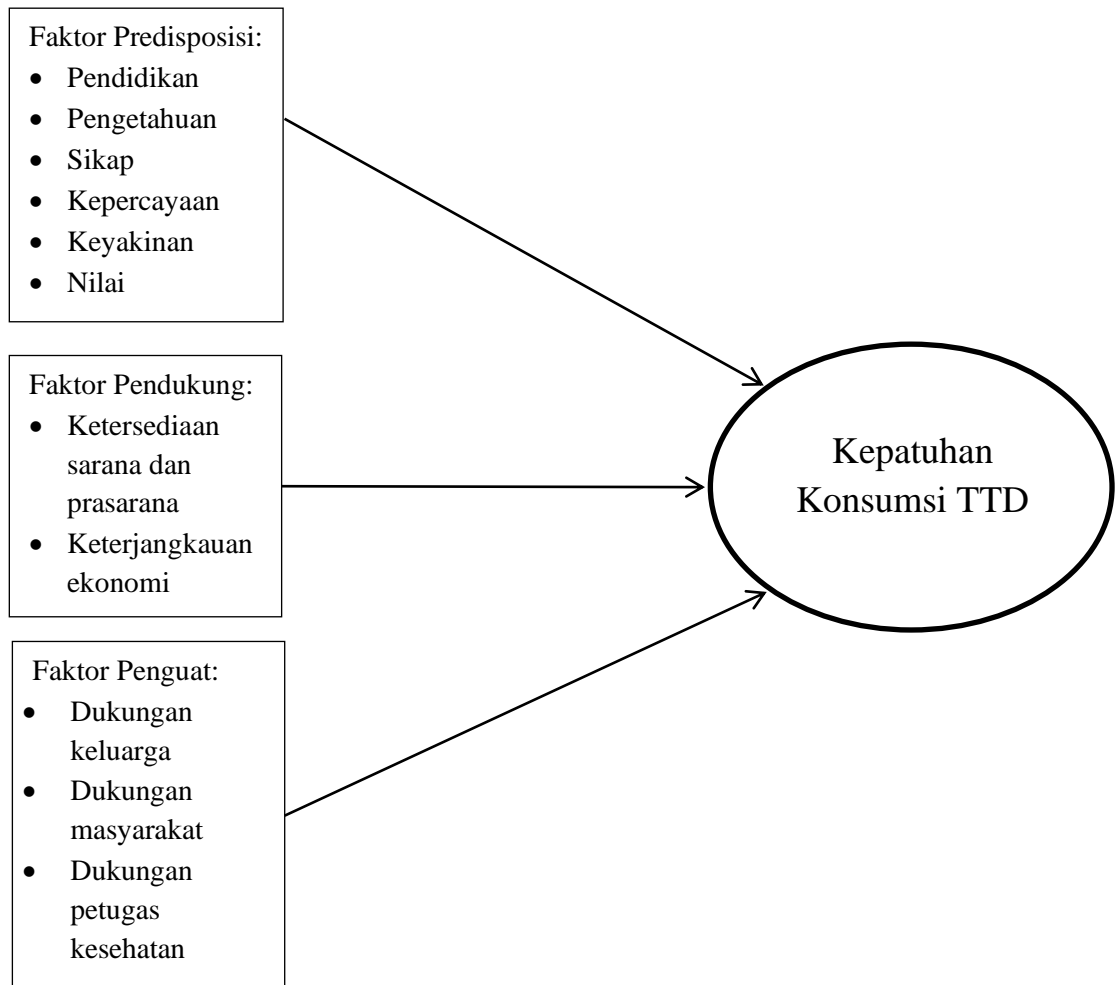 Faktor Predisposisi:
• Pendidikan
• Pengetahuan
• Sikap
• Kepercayaan
• Keyakinan
• Nilai
Faktor Pendukung:
• Ketersediaan
sarana dan
prasarana
• Keterjangkauan
ekonomi
Faktor Penguat:
• Dukungan
keluarga
• Dukungan
masyarakat
• Dukungan
petugas
kesehatan
Kepatuhan
Konsumsi TTD